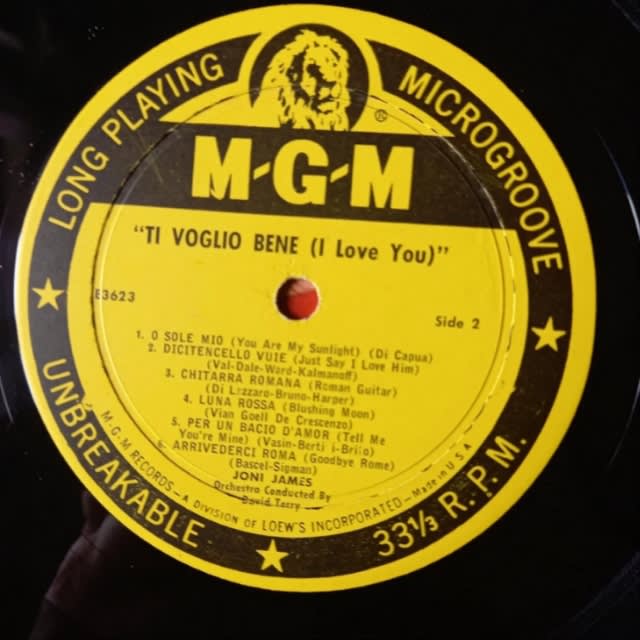 LONG PLAYING
MICROGROOVE
®
M-G-M
"TI VOGLIO BENE (I Love You)"
E3623
Side 2
1. O SOLE MIO (You Are My Sunlight) (Di Capua)
2. DICITENCELLO VUIE (Just Say I Love Him)
(Val-Dale-Ward-Kalmanoff)
3. CHITARRA ROMANA (Roman Guitar)
(Di Lazzaro-Bruno-Harper)
4. LUNA ROSSA (Blushing Moon)
(Vian Goell De Crescenzo)
5. PER UN BACIO D'AMOR (Tell Me
You're Mine) (Vasin-Berti i-Brilo)
6. ARRIVEDERCI ROMA (Goodbye Rome)
(Bascel-Sigman)
JONI JAMES
Orchestra Conducted By
David Terry
M-G-M RECORDS—A DIVISION OF LOEW'S INCORPORATED—Made in U.S.A
UNBREAKABLE
33⅓ R.P.M.